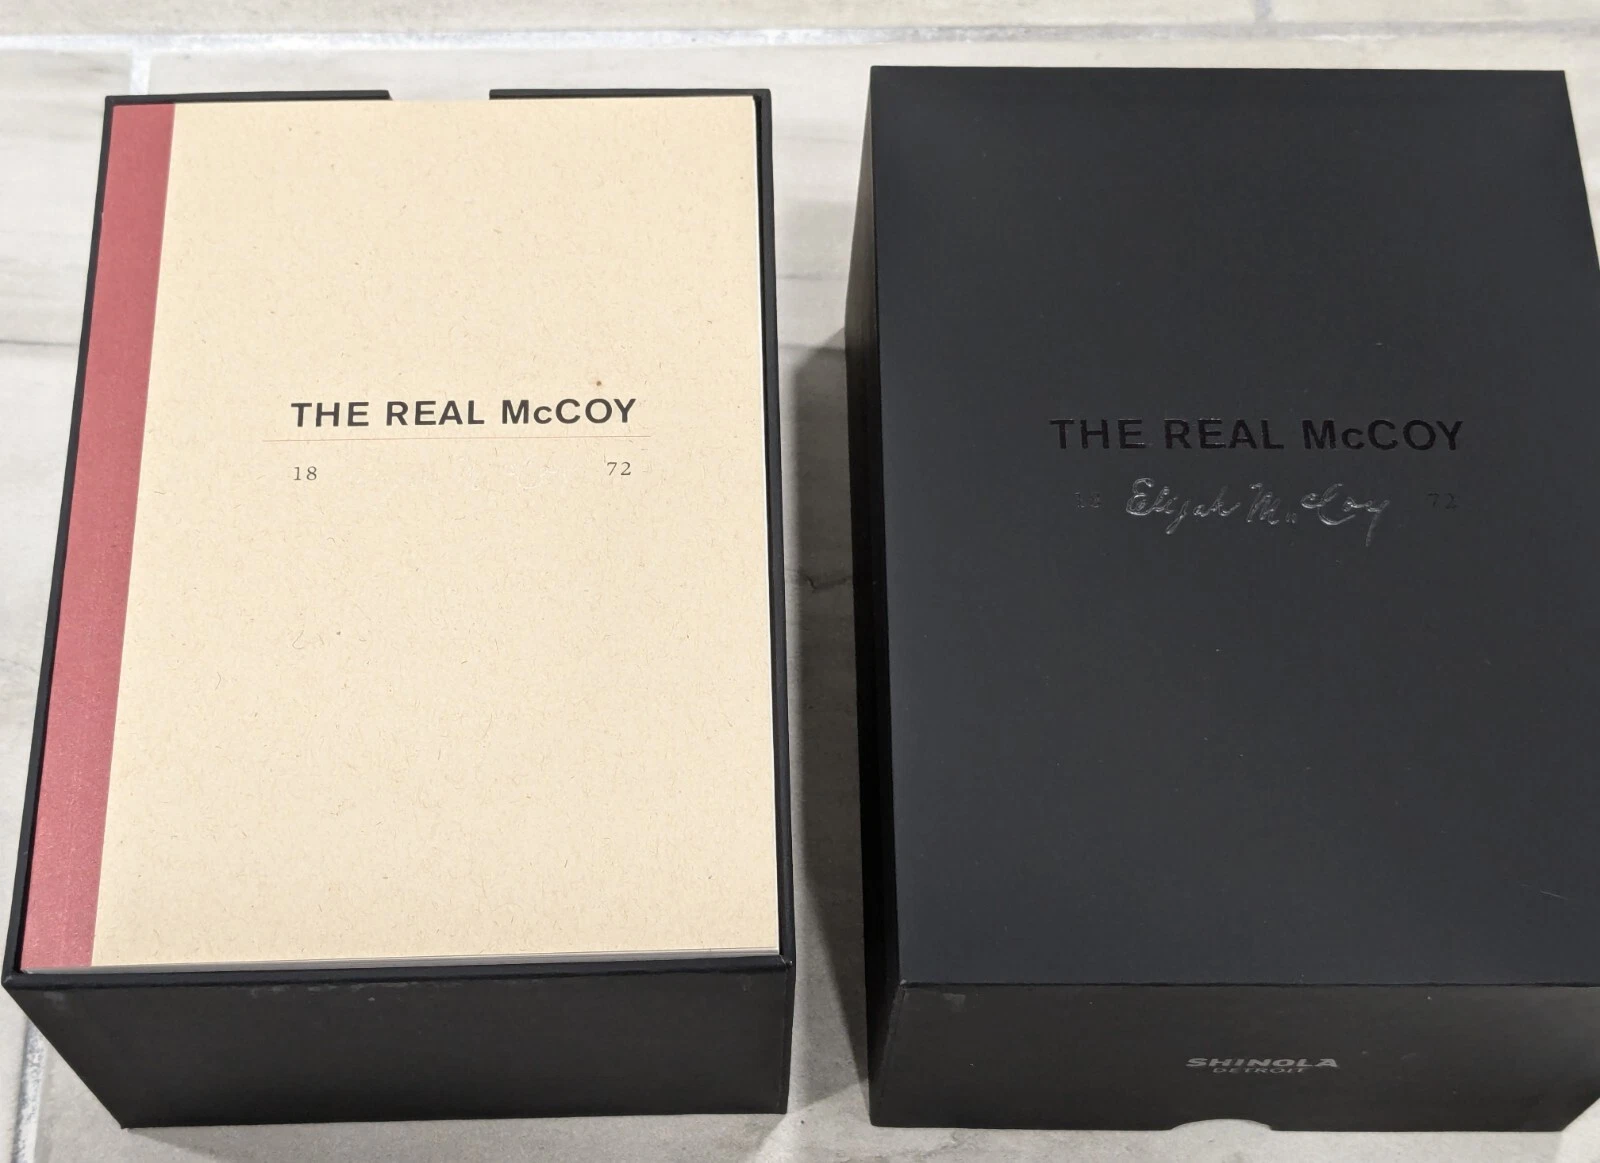 THE REAL McCOY
18 72
THE REAL McCOY
18 Elijah McCoy 72
SHINOLA
DETROIT